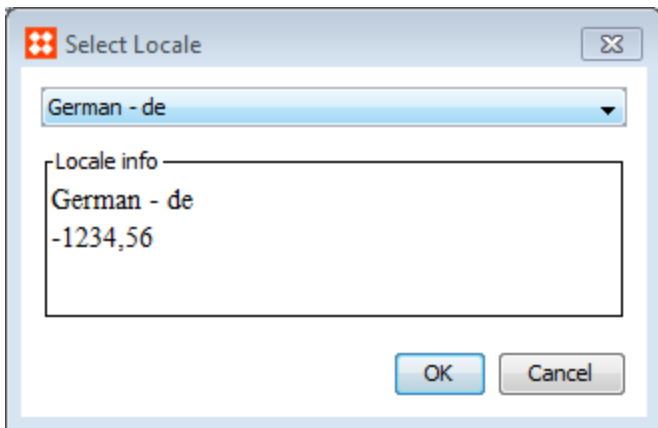 Select Locale
German - de
Locale info
German - de
-1234,56
OK
Cancel